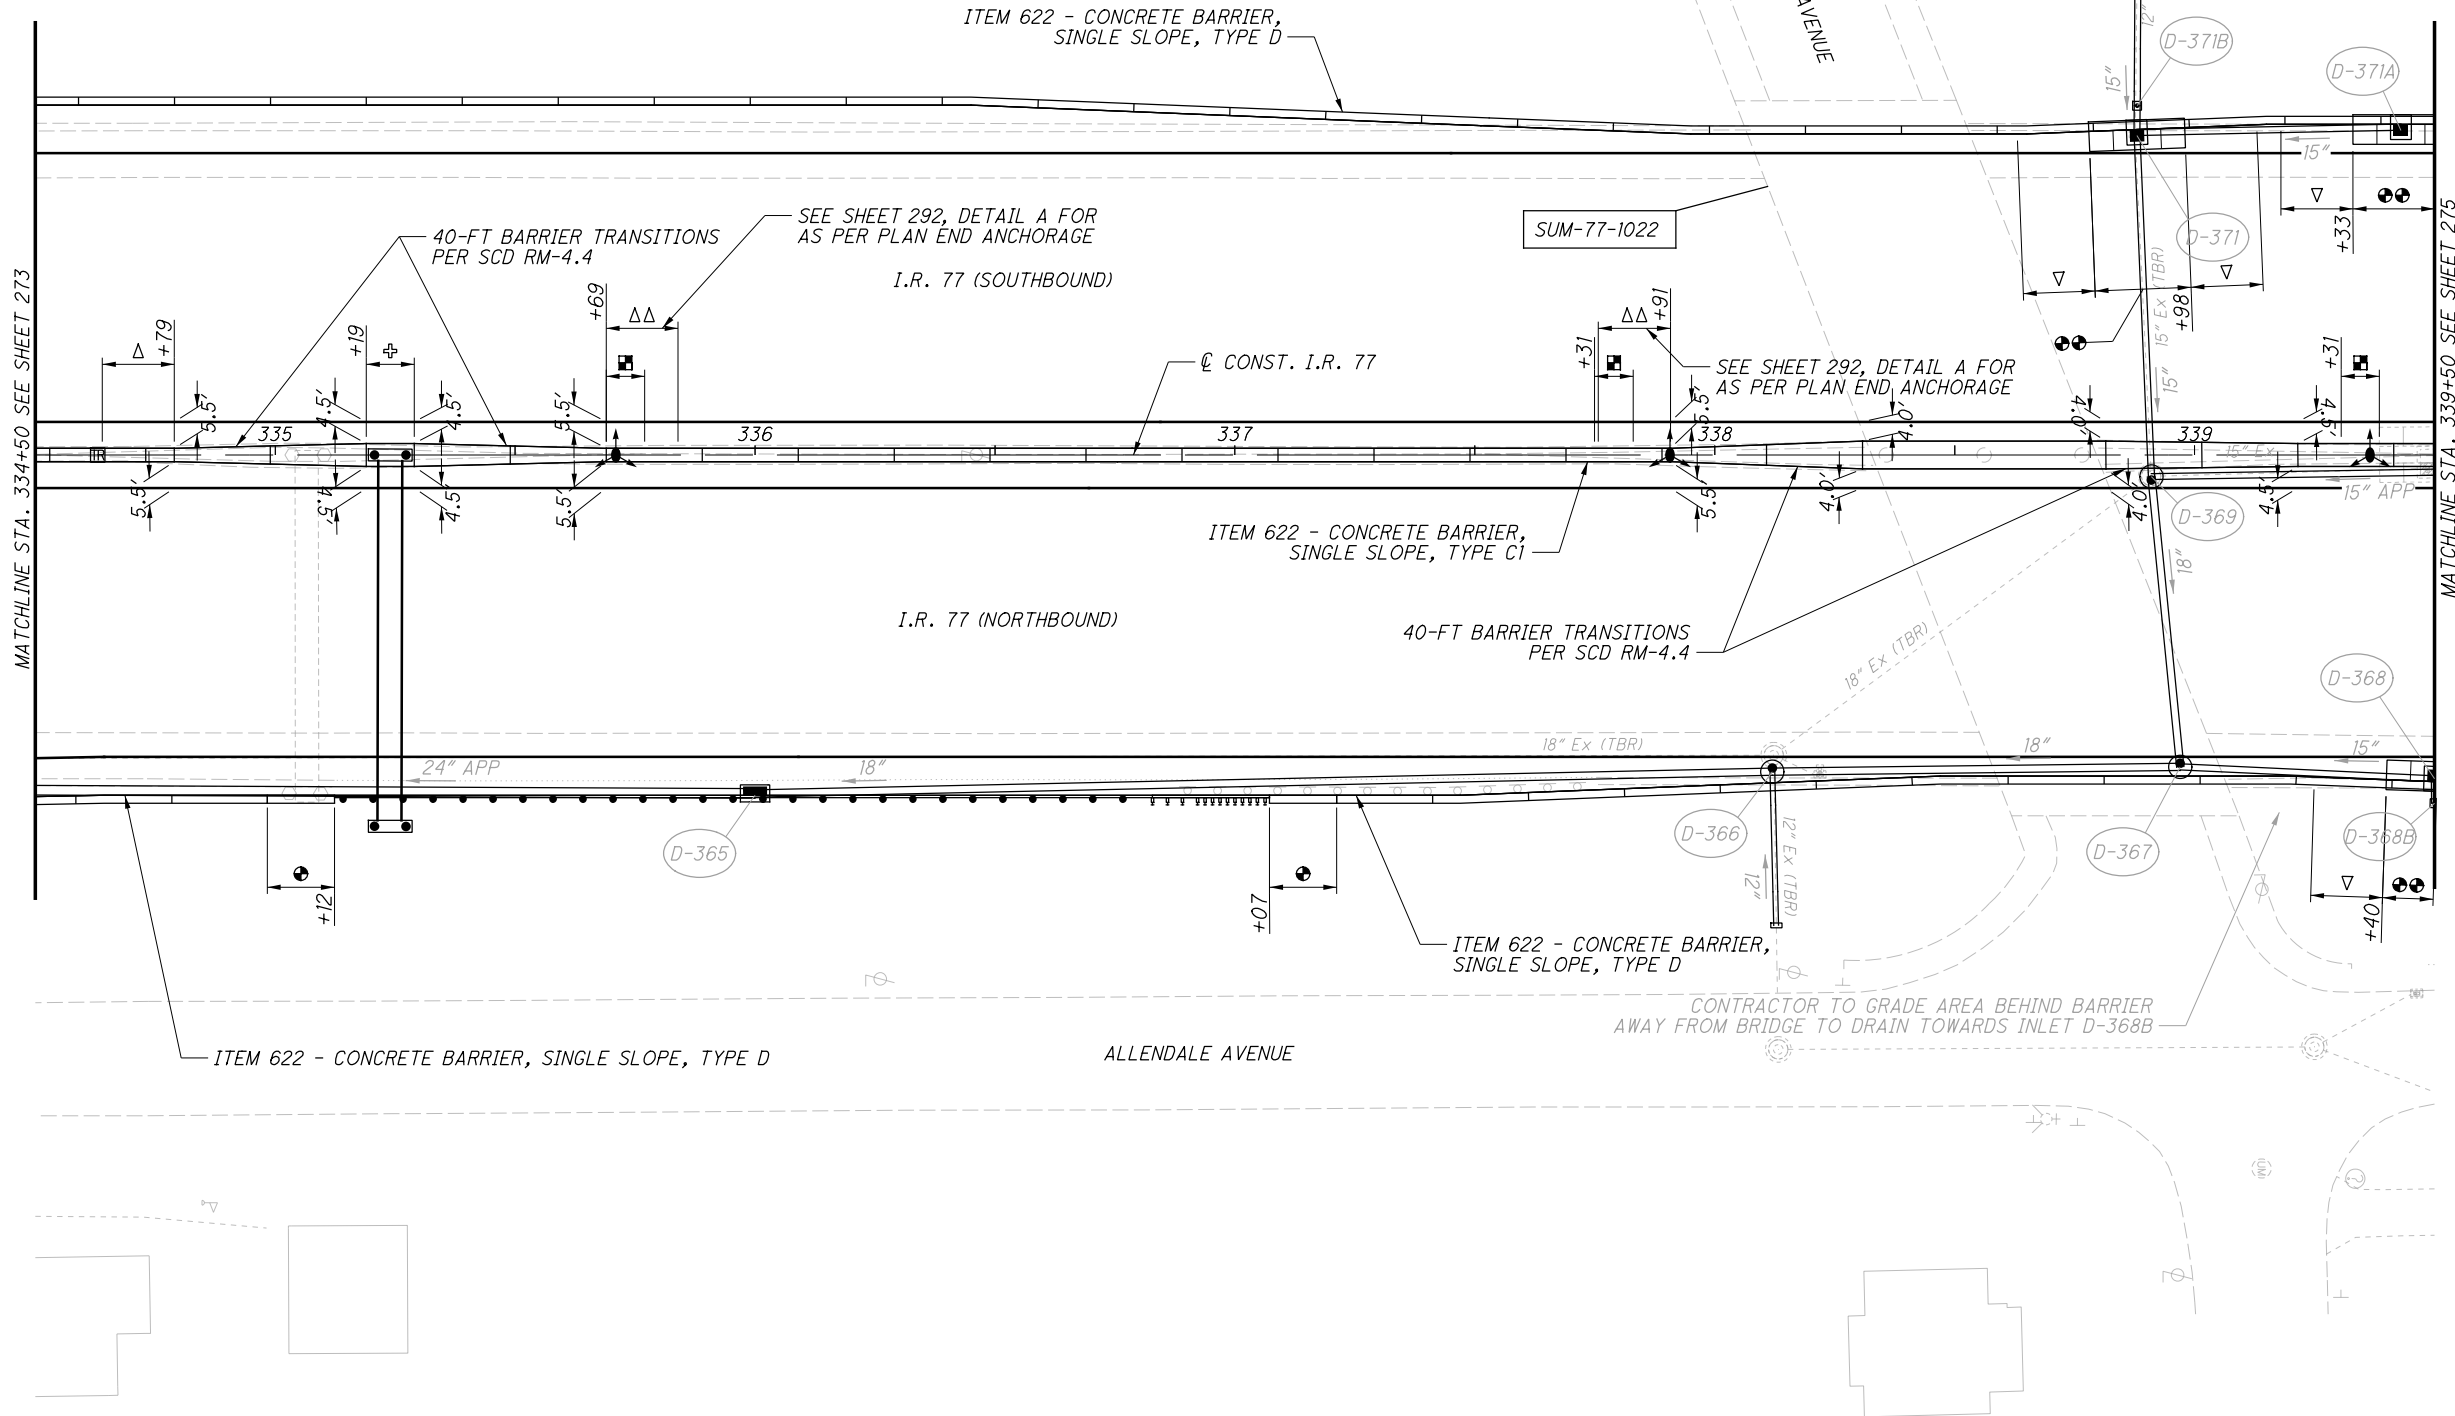 ITEM 622 - CONCRETE BARRIER,
SINGLE SLOPE, TYPE D
AVENUE
12"
D-371B
D-371A
15"
15"
MATCHLINE STA. 334+50 SEE SHEET 273
MATCHLINE STA. 339+50 SEE SHEET 275
40-FT BARRIER TRANSITIONS
PER SCD RM-4.4
SEE SHEET 292, DETAIL A FOR
AS PER PLAN END ANCHORAGE
I.R. 77 (SOUTHBOUND)
SUM-77-1022
D-371
+33
+98
15" Ex (TBR)
15"
+79
+19
+69
+31
+91
+31
℄ CONST. I.R. 77
SEE SHEET 292, DETAIL A FOR
AS PER PLAN END ANCHORAGE
5.5'
4.5'
4.5'
5.5'
5.5'
4.0'
4.0'
4.5'
335
336
337
338
339
15" Ex
5.5'
4.5'
4.5'
5.5'
5.5'
4.0'
4.0'
4.5'
15" APP
D-369
ITEM 622 - CONCRETE BARRIER,
SINGLE SLOPE, TYPE C1
18"
I.R. 77 (NORTHBOUND)
40-FT BARRIER TRANSITIONS
PER SCD RM-4.4
18" Ex (TBR)
D-368
24" APP
18"
18" Ex (TBR)
18"
15"
D-365
D-366
D-367
D-368B
12"
12" Ex (TBR)
+12
+07
+40
ITEM 622 - CONCRETE BARRIER,
SINGLE SLOPE, TYPE D
CONTRACTOR TO GRADE AREA BEHIND BARRIER
AWAY FROM BRIDGE TO DRAIN TOWARDS INLET D-368B
ITEM 622 - CONCRETE BARRIER, SINGLE SLOPE, TYPE D
ALLENDALE AVENUE